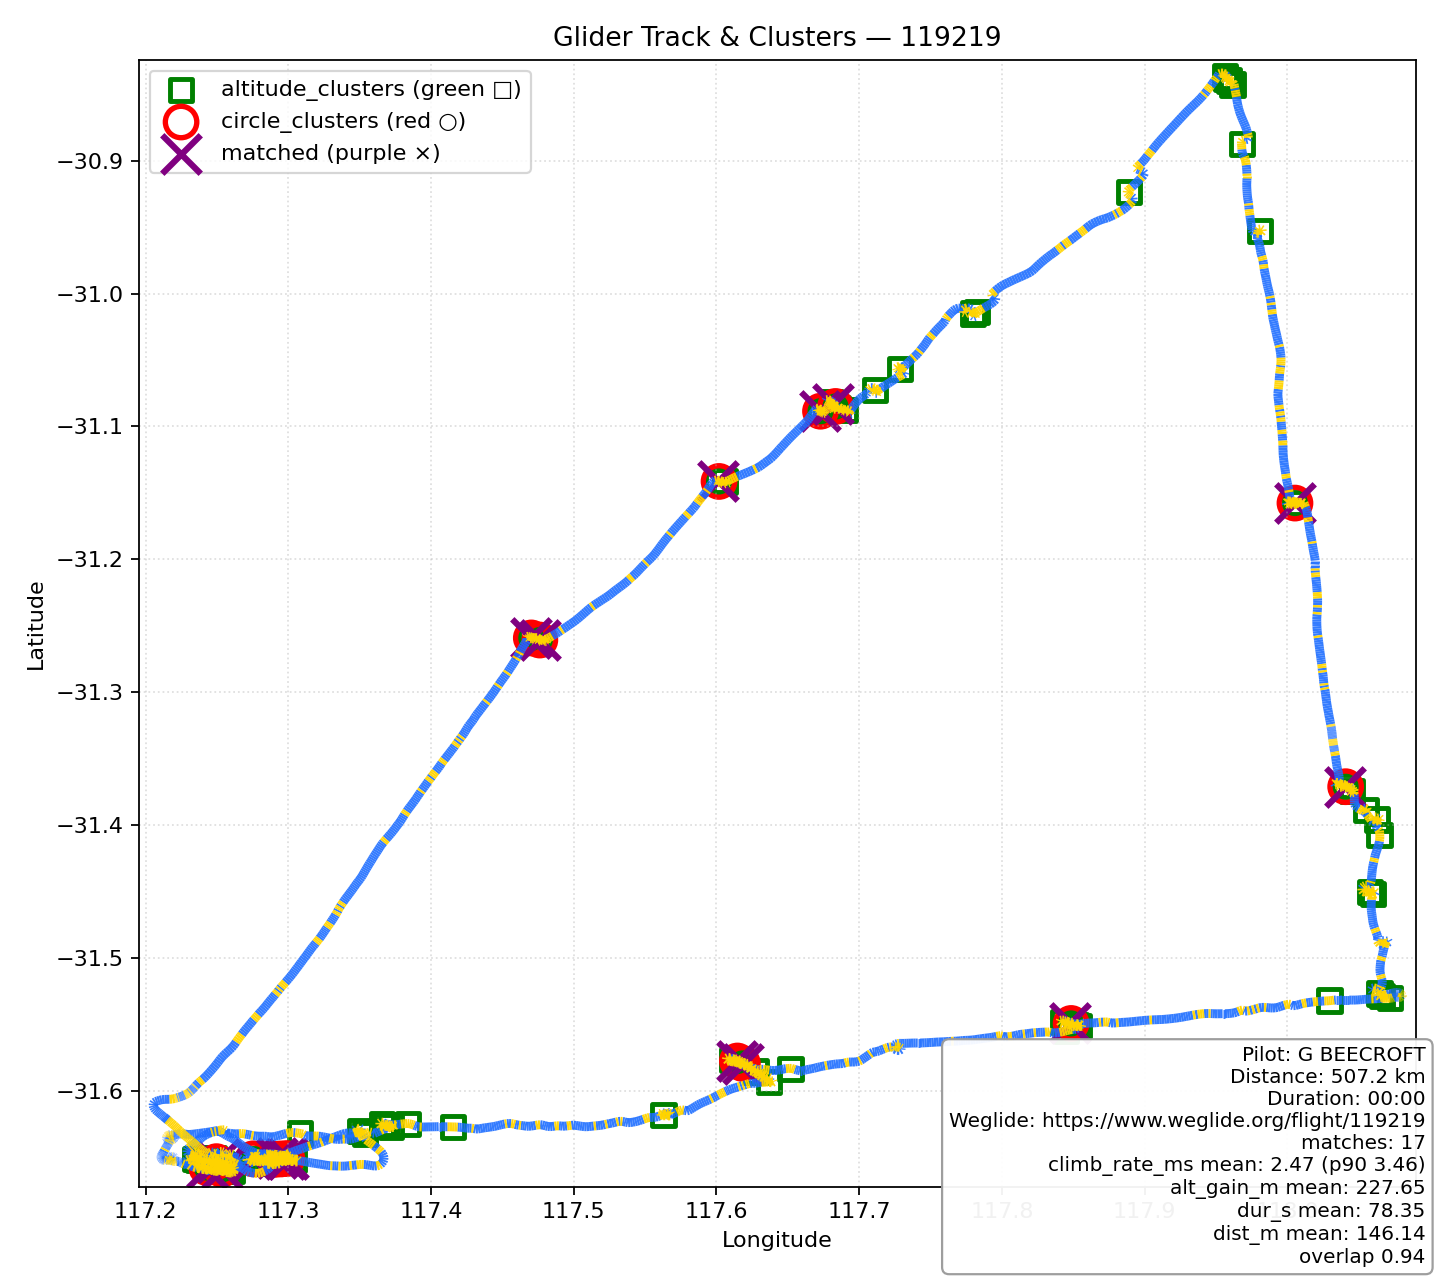 Glider Track & Clusters — 119219
altitude_clusters (green □)
circle_clusters (red ○)
matched (purple ×)
Latitude
−30.9
−31.0
−31.1
−31.2
−31.3
−31.4
−31.5
−31.6
117.2 117.3 117.4 117.5 117.6 117.7 117.8 117.9
Longitude
Pilot: G BEECROFT
Distance: 507.2 km
Duration: 00:00
Weglide: https://www.weglide.org/flight/119219
matches: 17
climb_rate_ms mean: 2.47 (p90 3.46)
alt_gain_m mean: 227.65
dur_s mean: 78.35
dist_m mean: 146.14
overlap 0.94